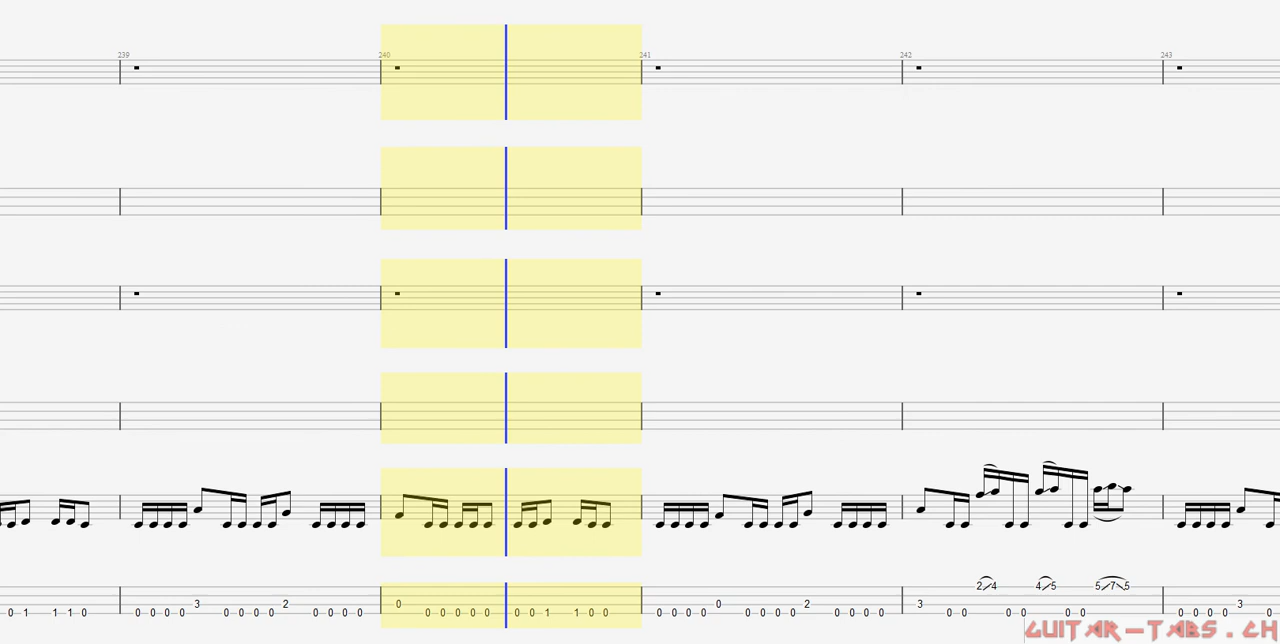 239 240 241 242 243
2 4 4 5 5 7 5
3 2 0 0 2 3 3
0 1 1 1 0 0 0 0 0 0 0 0 0 0 0 0 0 0 0 0 0 0 0 0 1 1 0 0 0 0 0 0 0 0 0 0 0 0 0 0 0 0 0 0 0 0 0 0 0 0 0
GUITAR-TABS.CH